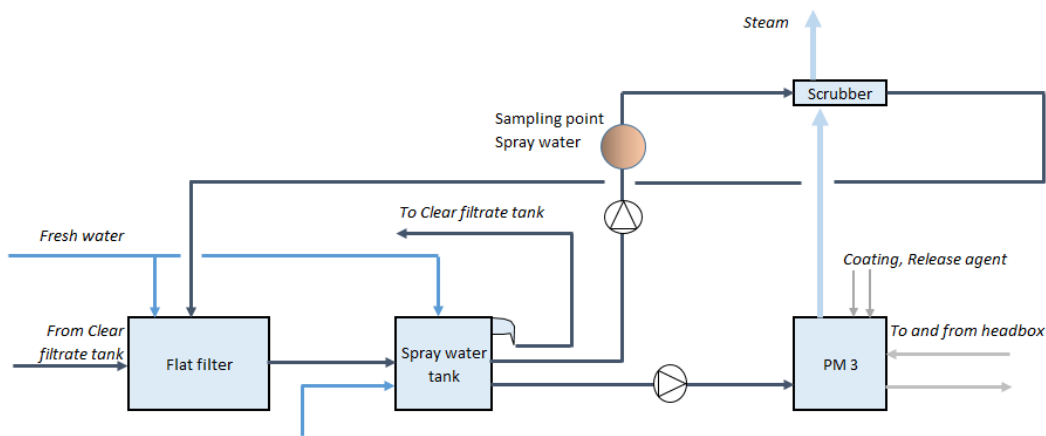 Steam
Scrubber
Sampling point
Spray water
To Clear filtrate tank
Fresh water
Coating, Release agent
From Clear
filtrate tank
Flat filter
Spray water
tank
PM 3
To and from headbox